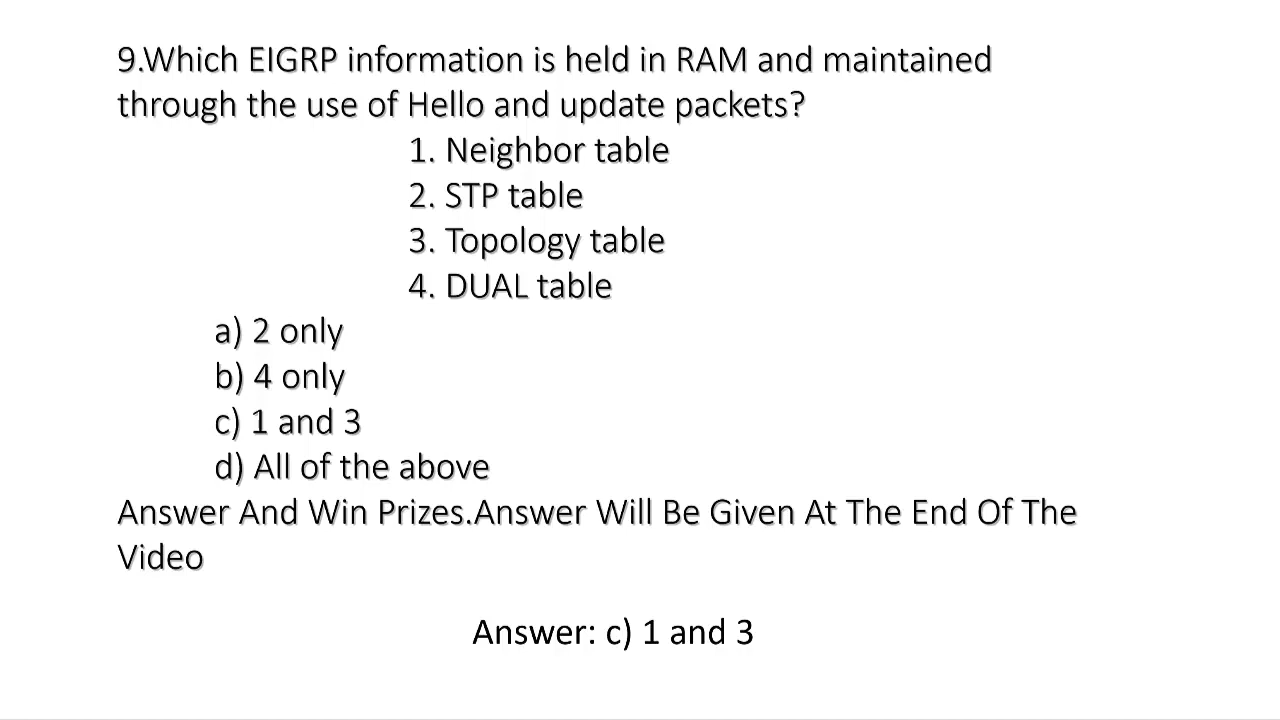 9.Which EIGRP information is held in RAM and maintained
through the use of Hello and update packets?
1. Neighbor table
2. STP table
3. Topology table
4. DUAL table
a) 2 only
b) 4 only
c) 1 and 3
d) All of the above
Answer And Win Prizes.Answer Will Be Given At The End Of The
Video
Answer: c) 1 and 3